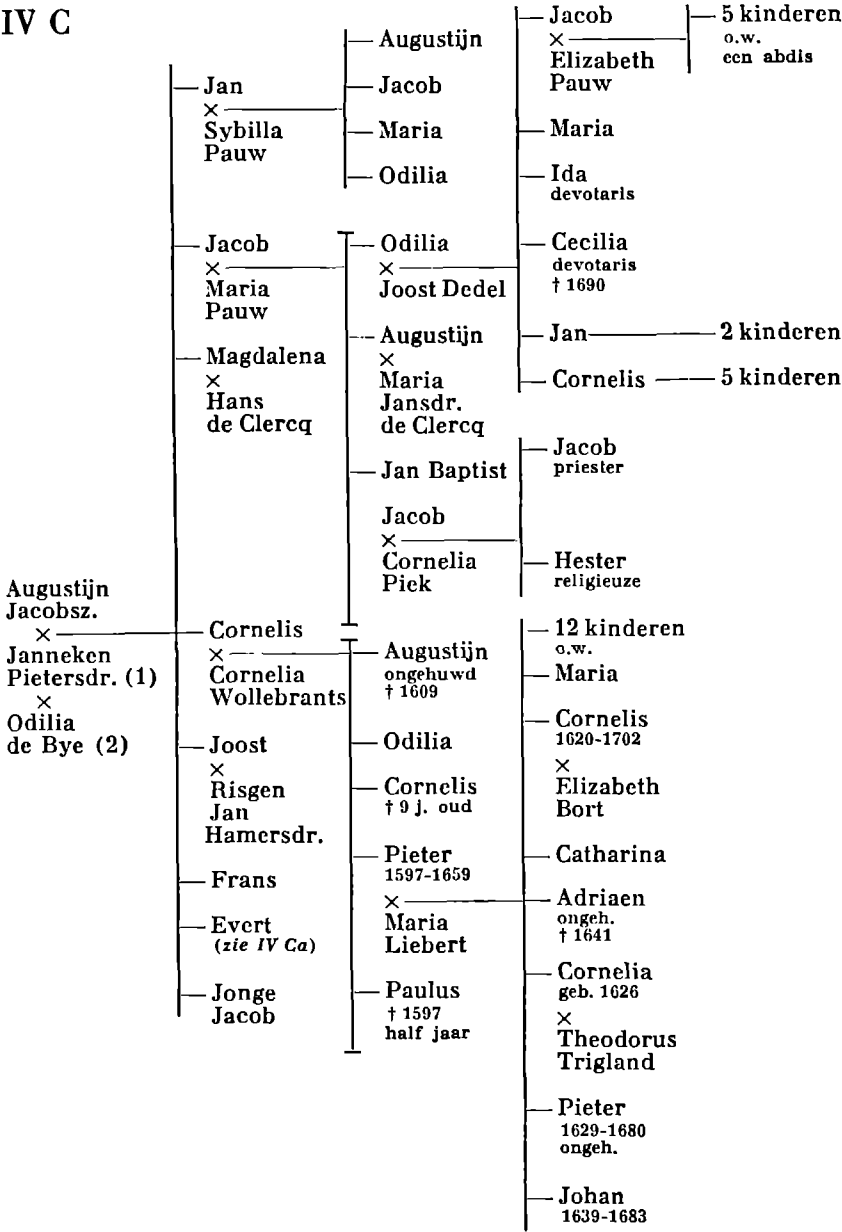 IV C
Augustijn
Jacobsz.
×
Janneken
Pietersdr. (1)
×
Odilia
de Bye (2)
Jan
×
Sybilla
Pauw
Jacob
×
Maria
Pauw
Magdalena
×
Hans
de Clercq
Cornelis
×
Cornelia
Wollebrants
Joost
×
Risgen
Jan
Hamersdr.
Frans
Evert
(zie IV Ca)
Jonge
Jacob
Augustijn
Jacob
Maria
Odilia
Odilia
×
Joost Dedel
Augustijn
×
Maria
Jansdr.
de Clercq
Jan Baptist
Jacob
×
Cornelia
Piek
Augustijn
ongehuwd
† 1609
Odilia
Cornelis
† 9 j. oud
Pieter
1597-1659
×
Maria
Liebert
Paulus
† 1597
half jaar
Jacob
×
Elizabeth
Pauw
Maria
Ida
devotaris
Cecilia
devotaris
† 1690
Jan
Cornelis
Jacob
priester
Hester
religieuze
12 kinderen
o.w.
Maria
Cornelis
1620-1702
×
Elizabeth
Bort
Catharina
Adriaen
ongeh.
† 1641
Cornelia
geb. 1626
×
Theodorus
Trigland
Pieter
1629-1680
ongeh.
Johan
1639-1683
5 kinderen
o.w.
een abdis
2 kinderen
5 kinderen